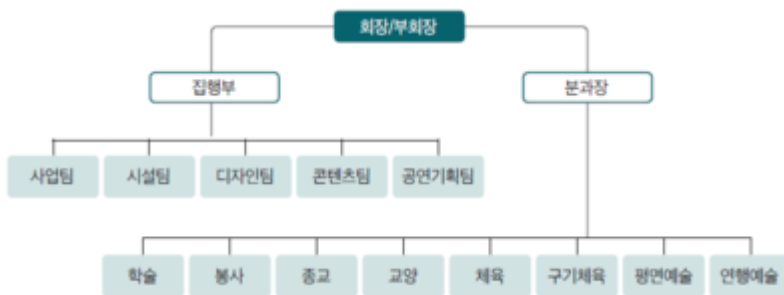 회장/부회장
집행부 분과장
사업팀 시설팀 디자인팀 콘텐츠팀 공연기획팀
학술 봉사 종교 교양 체육 구기체육 평면예술 연행예술